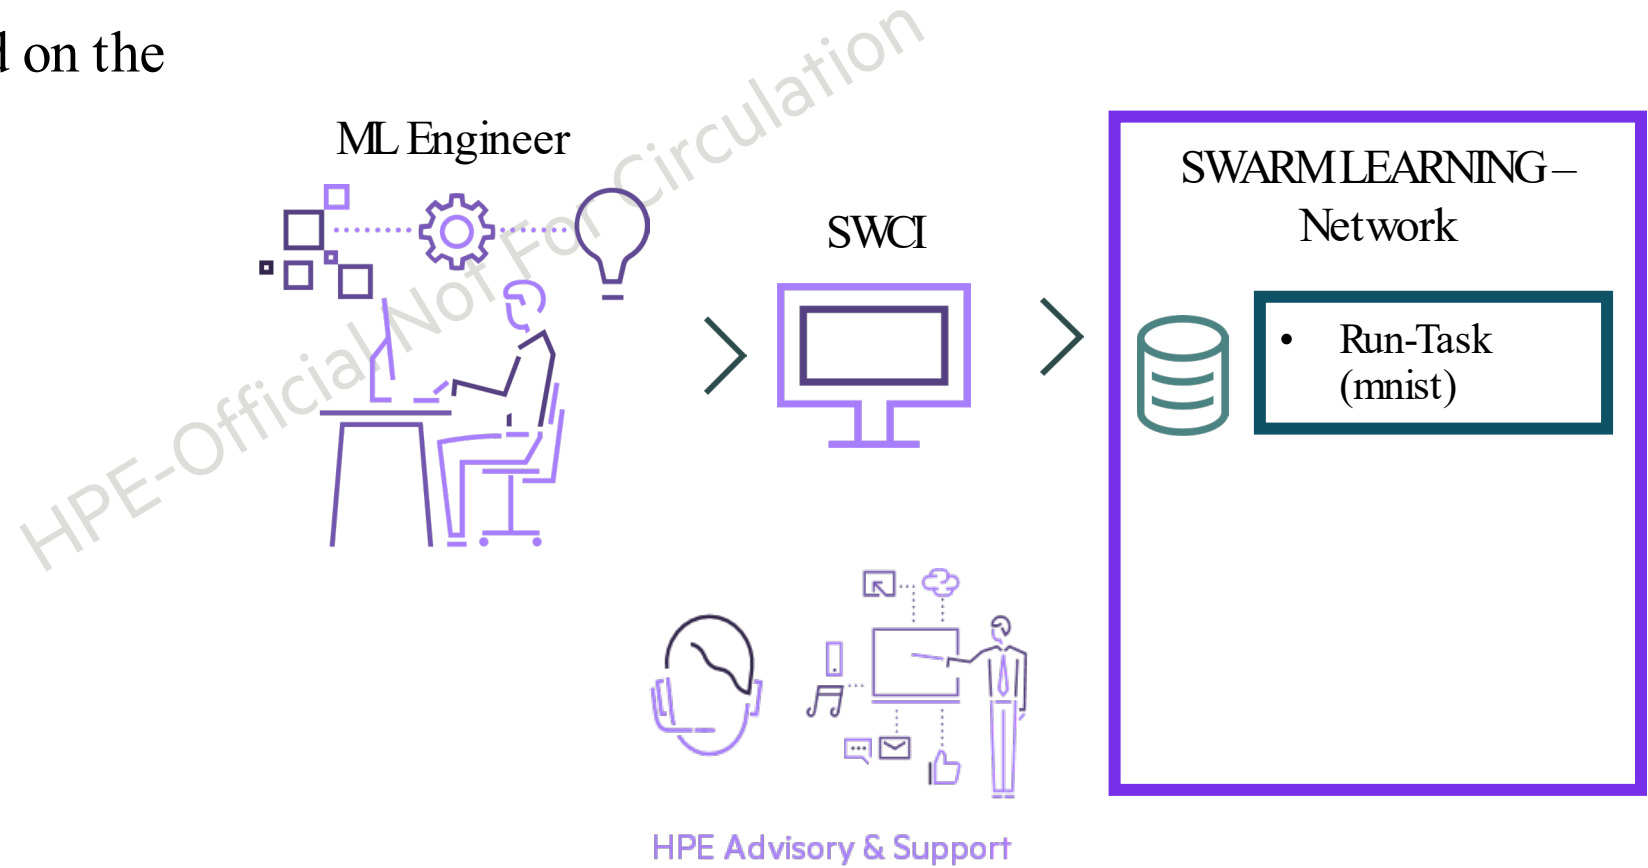 on the
HPE-Official Not For Circulation
ML Engineer
SWCI
SWARM LEARNING –
Network
• Run-Task
(mnist)
HPE Advisory & Support